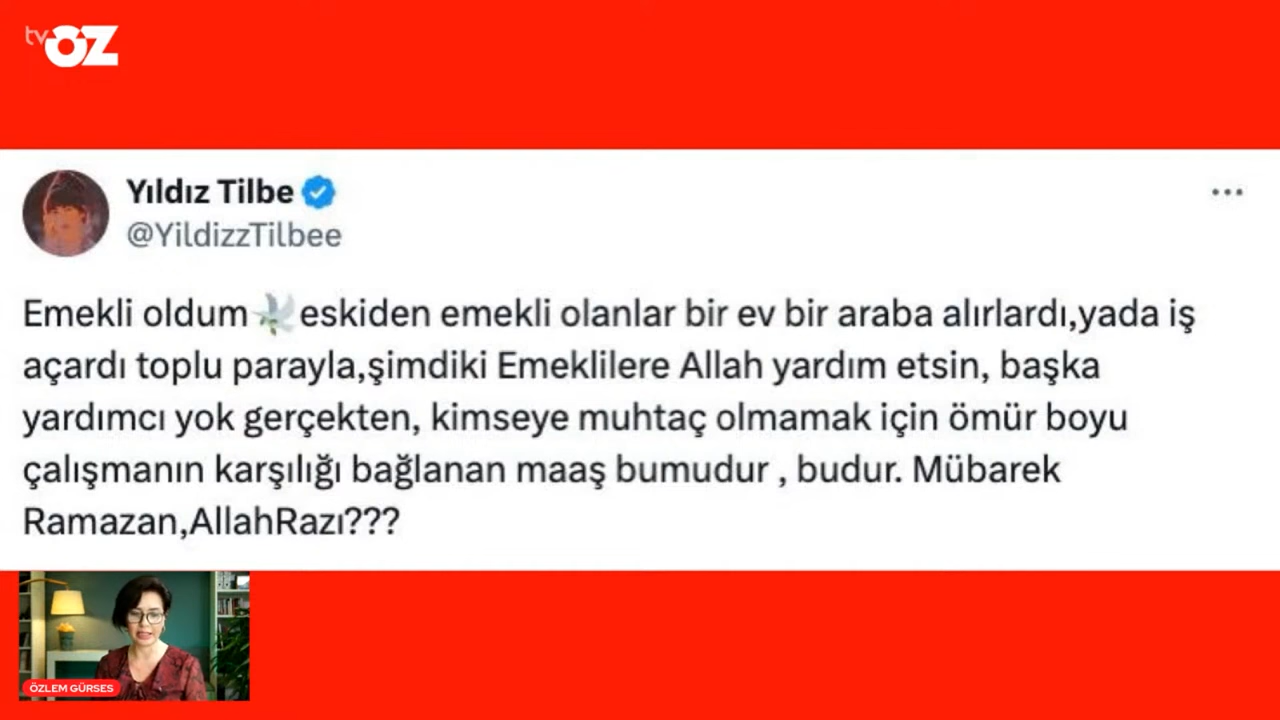 tv ÖZ
Yıldız Tilbe
@YildizzTilbee
Emekli oldum🕊️eskiden emekli olanlar bir ev bir araba alırlardı,yada iş
açardı toplu parayla,şimdiki Emeklilere Allah yardım etsin, başka
yardımcı yok gerçekten, kimseye muhtaç olmamak için ömür boyu
çalışmanın karşılığı bağlanan maaş bumudur , budur. Mübarek
Ramazan,AllahRazı???
ÖZLEM GÜRSES